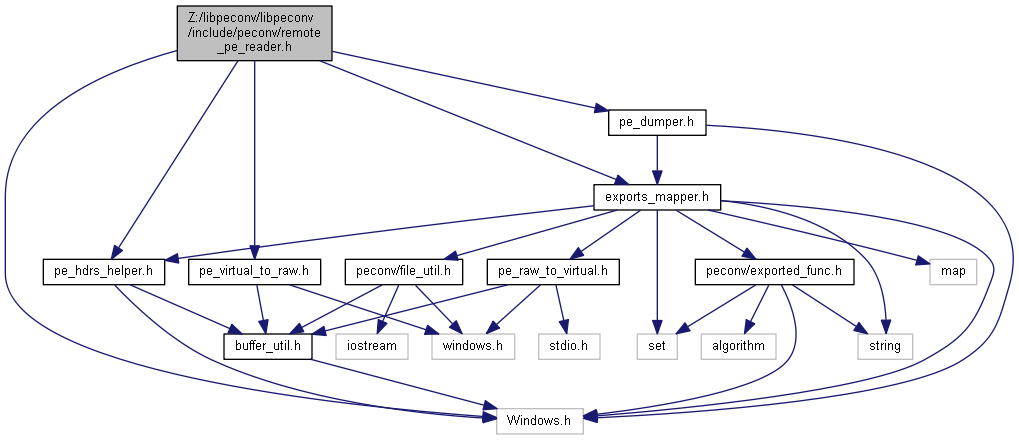 Z:/libpeconv/libpeconv
/include/peconv/remote
_pe_reader.h
pe_dumper.h
exports_mapper.h
pe_hdrs_helper.h
pe_virtual_to_raw.h
peconv/file_util.h
pe_raw_to_virtual.h
peconv/exported_func.h
map
buffer_util.h
iostream
windows.h
stdio.h
set
algorithm
string
Windows.h